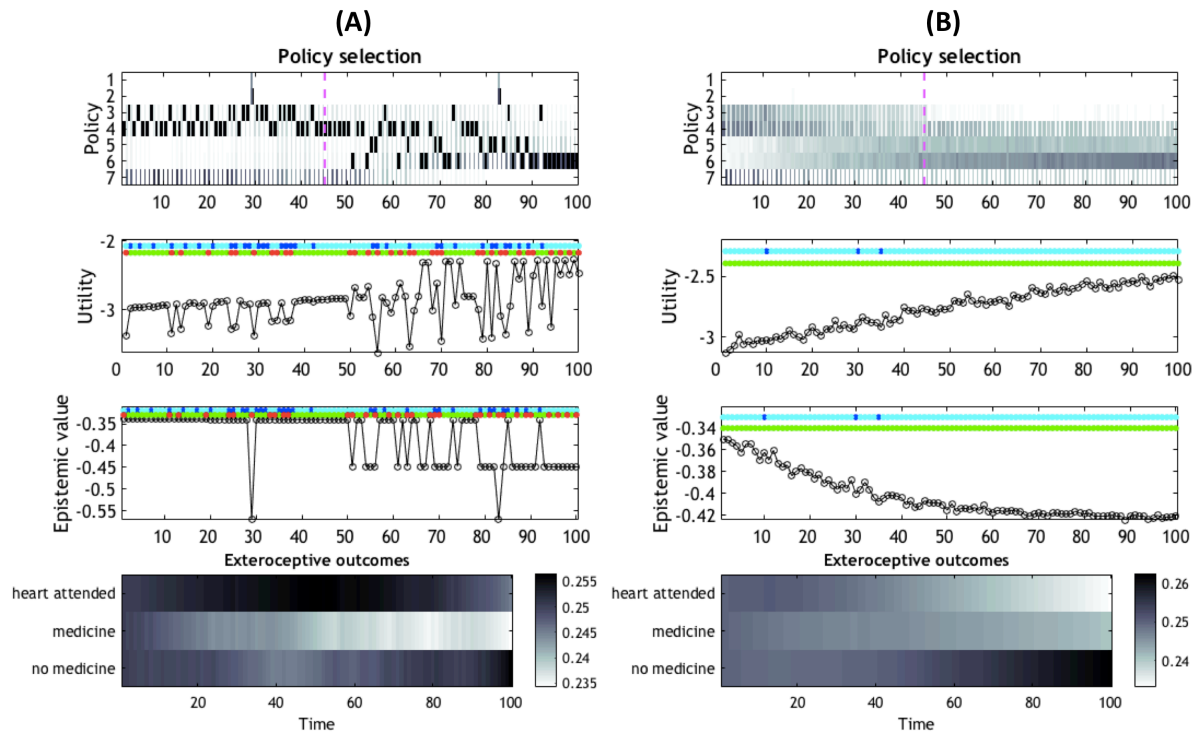 (A)
Policy selection
Policy
1
2
3
4
5
6
7
10 20 30 40 50 60 70 80 90 100
Utility
-2
-3
0 10 20 30 40 50 60 70 80 90 100
Epistemic value
-0.35
-0.4
-0.45
-0.5
-0.55
10 20 30 40 50 60 70 80 90 100
Exteroceptive outcomes
heart attended
medicine
no medicine
0.255
0.25
0.245
0.24
0.235
20 40 60 80 100
Time
(B)
Policy selection
Policy
1
2
3
4
5
6
7
10 20 30 40 50 60 70 80 90 100
Utility
-2.5
-3
0 10 20 30 40 50 60 70 80 90 100
Epistemic value
-0.34
-0.36
-0.38
-0.4
-0.42
10 20 30 40 50 60 70 80 90 100
Exteroceptive outcomes
heart attended
medicine
no medicine
0.26
0.25
0.24
20 40 60 80 100
Time